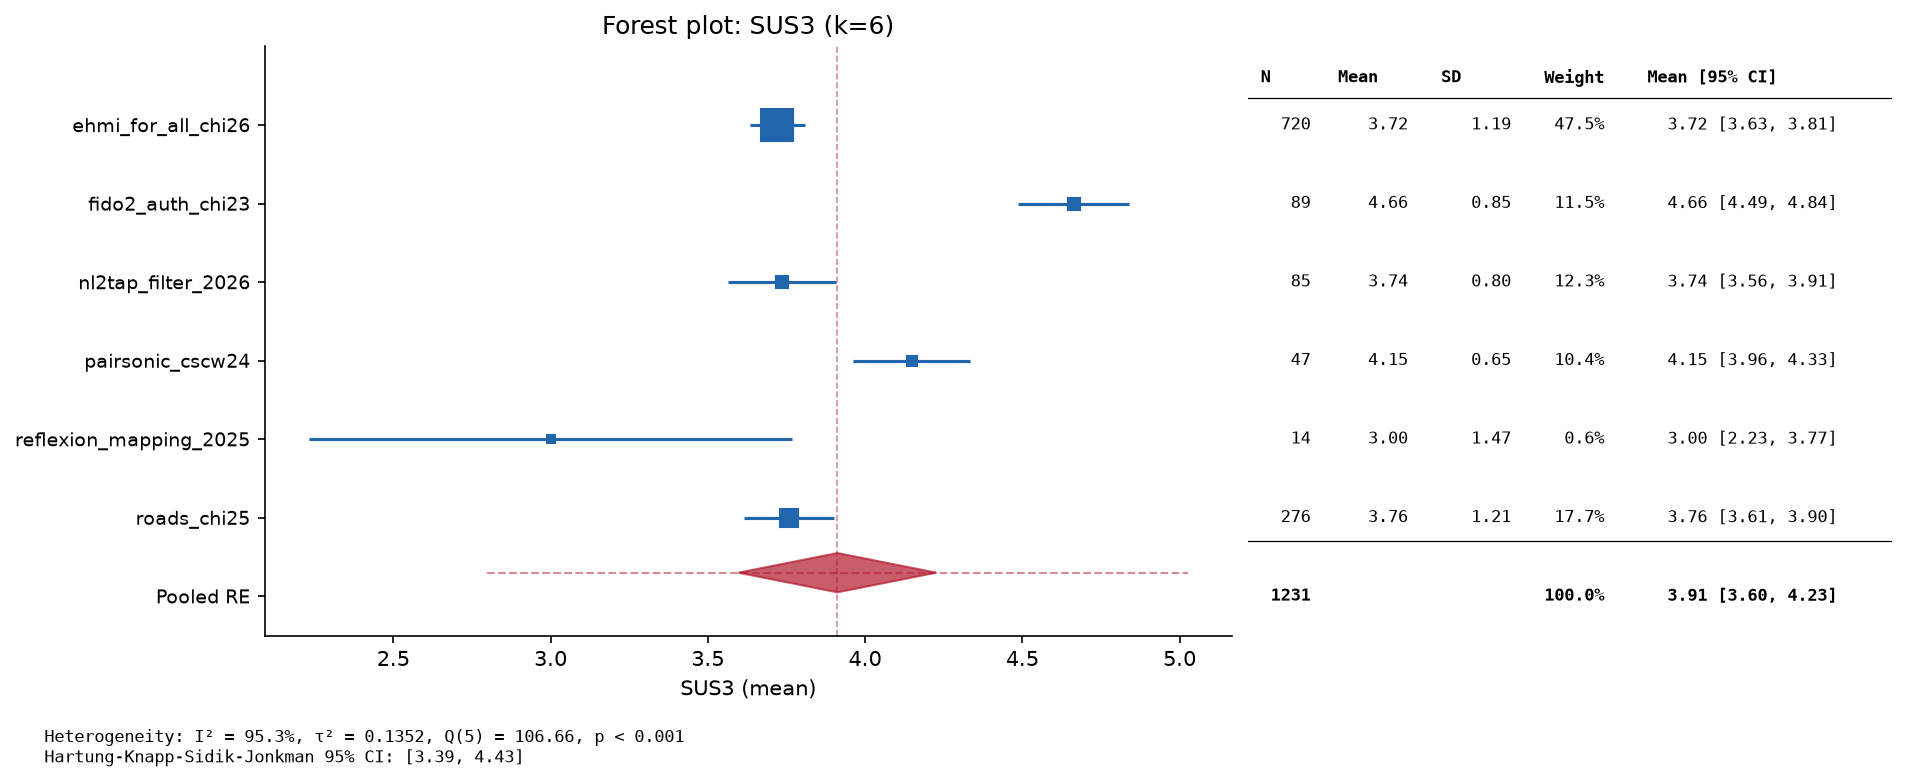 Forest plot: SUS3 (k=6)
N Mean SD Weight Mean [95% CI]
ehmi_for_all_chi26 720 3.72 1.19 47.5% 3.72 [3.63, 3.81]
fido2_auth_chi23 89 4.66 0.85 11.5% 4.66 [4.49, 4.84]
nl2tap_filter_2026 85 3.74 0.80 12.3% 3.74 [3.56, 3.91]
pairsonic_cscw24 47 4.15 0.65 10.4% 4.15 [3.96, 4.33]
reflexion_mapping_2025 14 3.00 1.47 0.6% 3.00 [2.23, 3.77]
roads_chi25 276 3.76 1.21 17.7% 3.76 [3.61, 3.90]
Pooled RE 1231 100.0% 3.91 [3.60, 4.23]
2.5 3.0 3.5 4.0 4.5 5.0
SUS3 (mean)
Heterogeneity: I² = 95.3%, τ² = 0.1352, Q(5) = 106.66, p < 0.001
Hartung-Knapp-Sidik-Jonkman 95% CI: [3.39, 4.43]